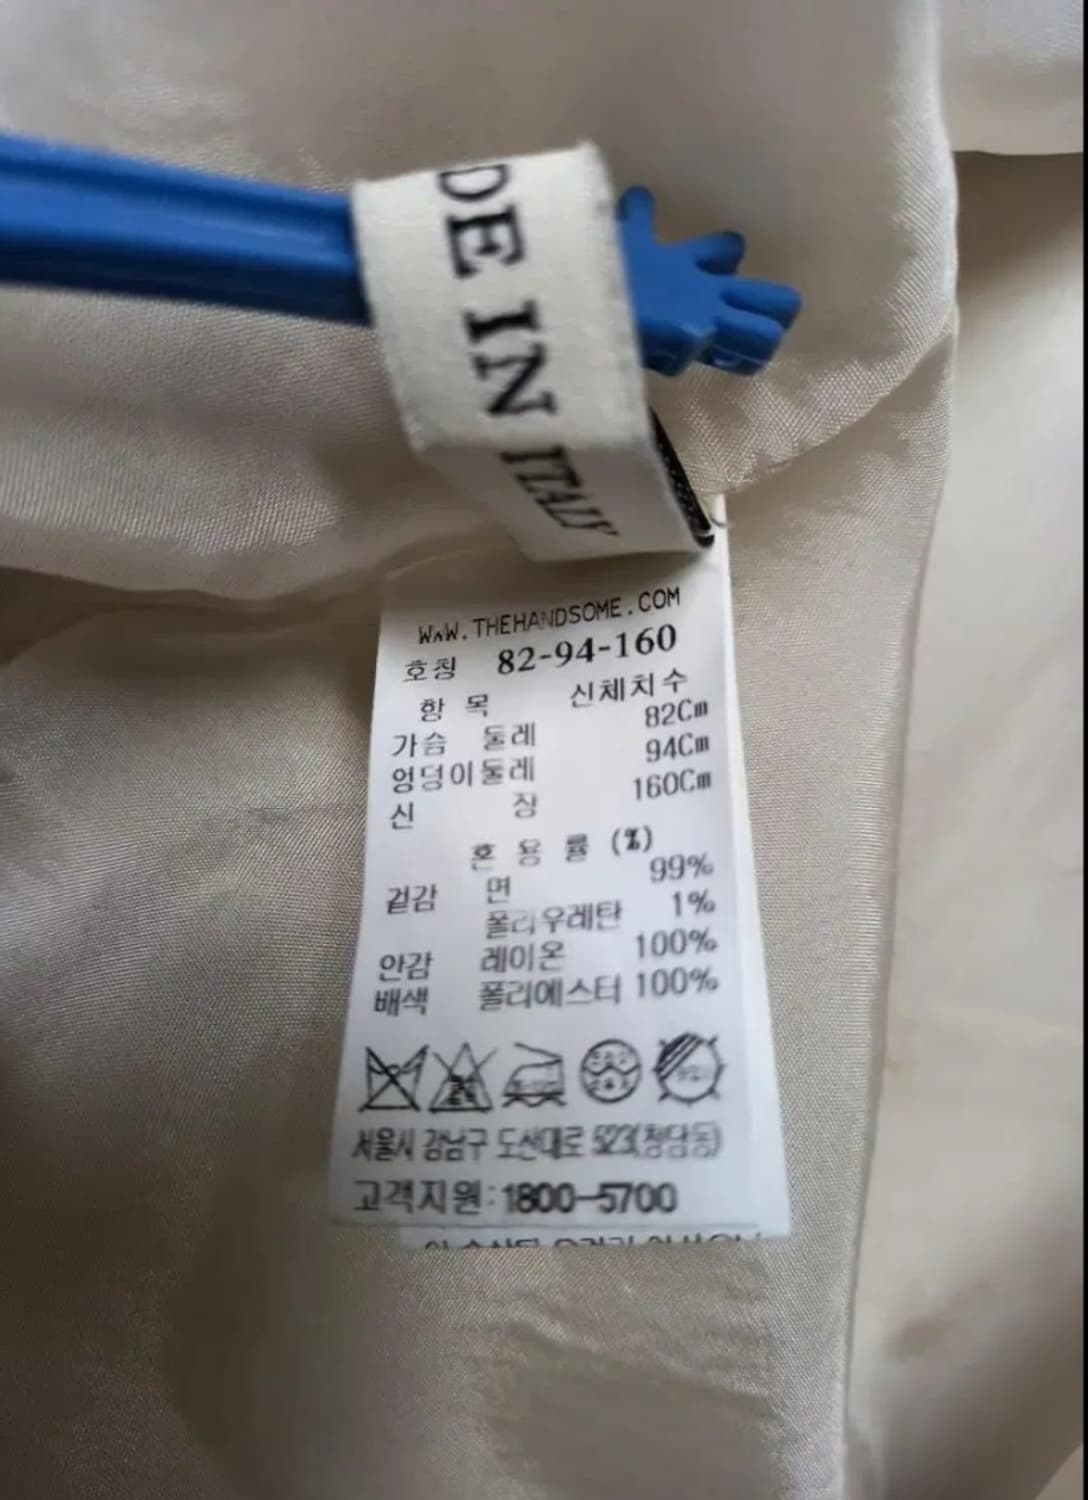 DE IN ITALY
WWW.THEHANDSOME.COM
호칭 82-94-160
항 목 신체치수
가슴 둘레 82Cm
엉덩이둘레 94Cm
신 장 160Cm
혼 용 률 (%)
겉감 면 99%
폴리우레탄 1%
안감 레이온 100%
배색 폴리에스터 100%
서울시 강남구 도산대로 523(청담동)
고객지원:1800-5700